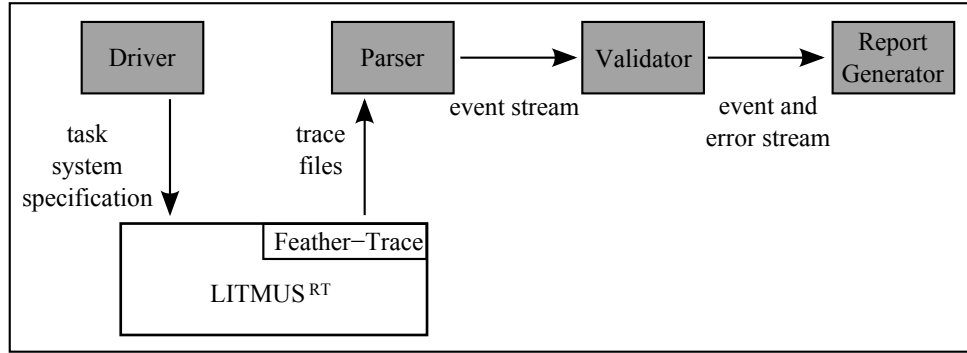 Driver
Parser
Validator
Report
Generator
event stream
event and
error stream
task
system
specification
trace
files
Feather−Trace
LITMUS RT